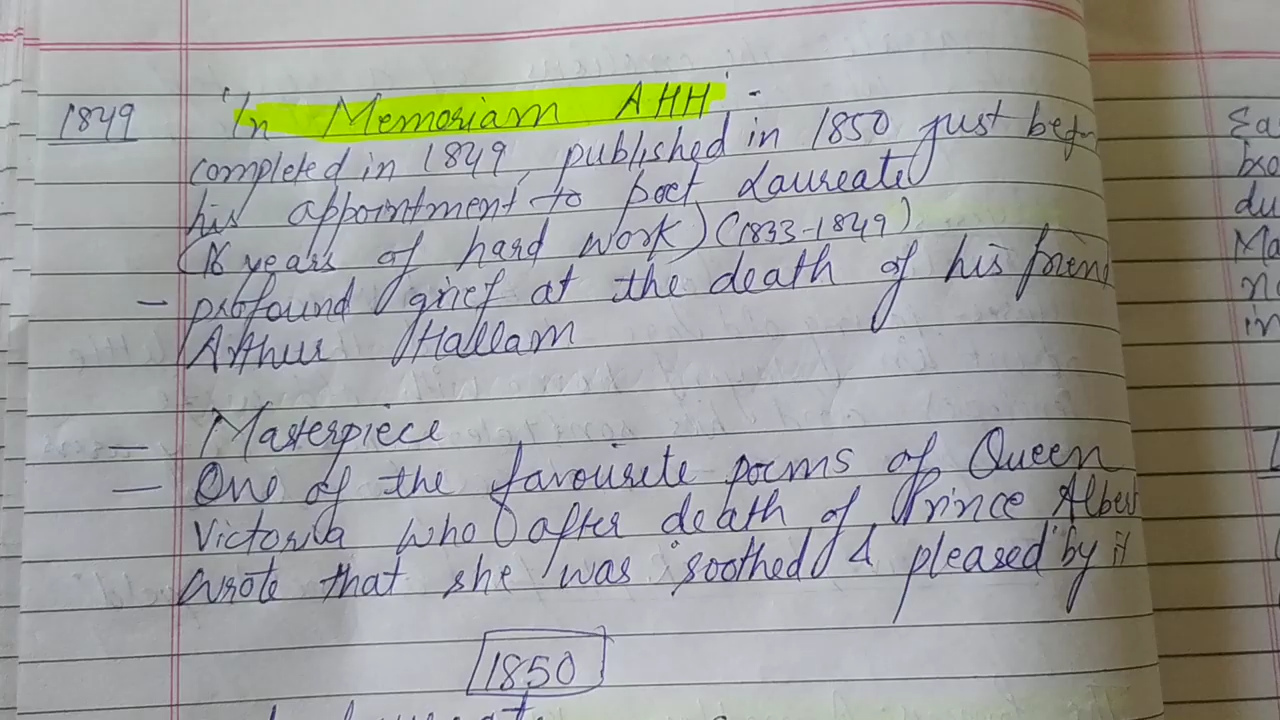 1849 'In Memoriam AHH' -
completed in 1849, published in 1850 just befor
his appointment to poet Laureate
(16 years of hard work) (1833-1849)
- profound grief at the death of his friend
Arthur Hallam
- Masterpiece
- One of the favourite poems of Queen
Victoria who after death of Prince Albert
wrote that she was soothed & pleased by it
1850